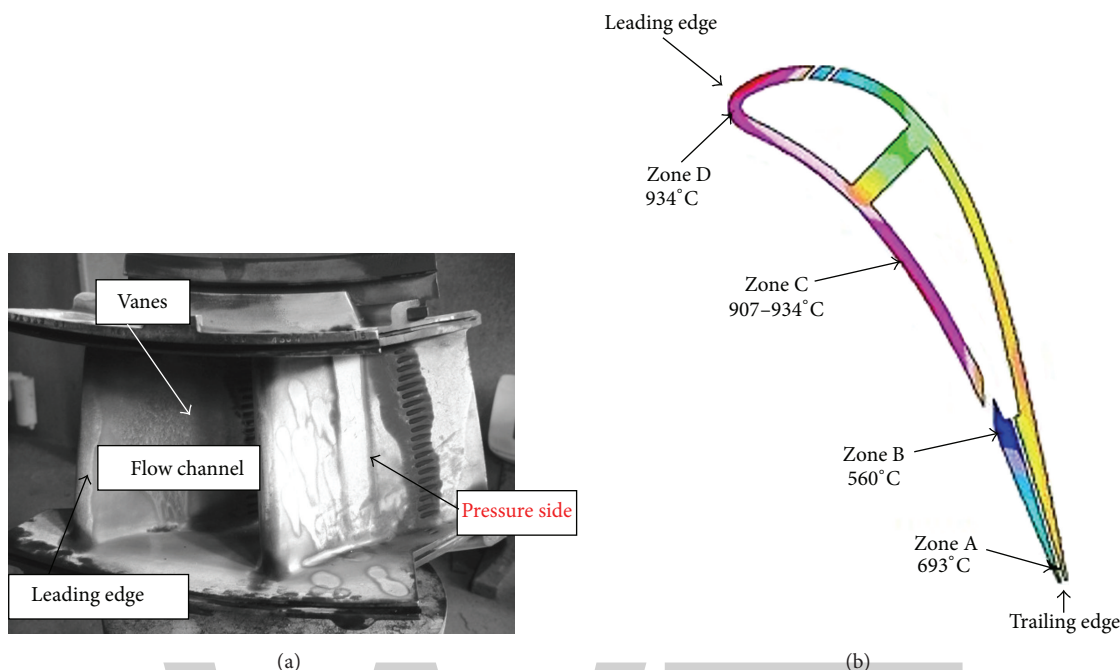 Vanes
Flow channel
Pressure side
Leading edge
(a)
Leading edge
Zone D
934°C
Zone C
907–934°C
Zone B
560°C
Zone A
693°C
Trailing edge
(b)